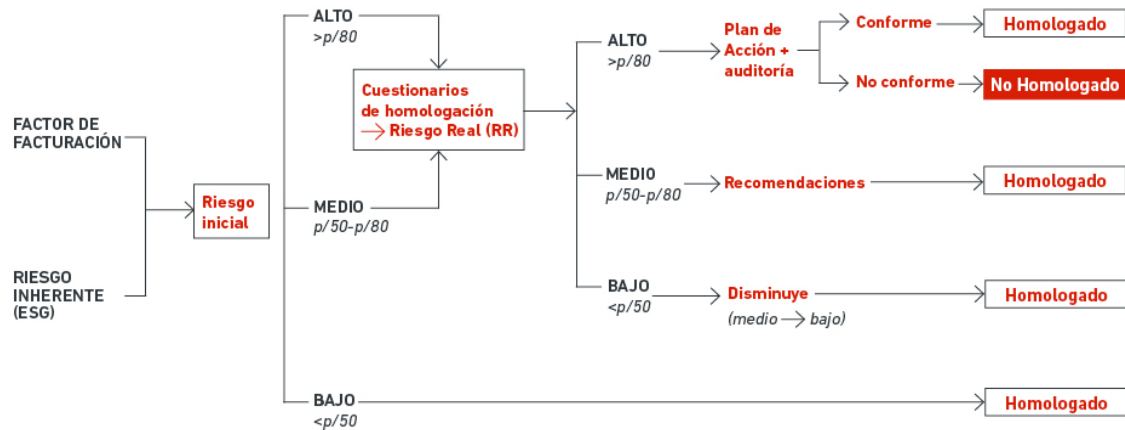 FACTOR DE
FACTURACIÓN
RIESGO
INHERENTE
(ESG)
Riesgo
inicial
ALTO
>p/80
MEDIO
p/50-p/80
BAJO
<p/50
Cuestionarios
de homologación
→ Riesgo Real (RR)
ALTO
>p/80
Plan de
Acción +
auditoría
Conforme
Homologado
No conforme
No Homologado
MEDIO
p/50-p/80
Recomendaciones
Homologado
BAJO
<p/50
Disminuye
(medio → bajo)
Homologado
Homologado